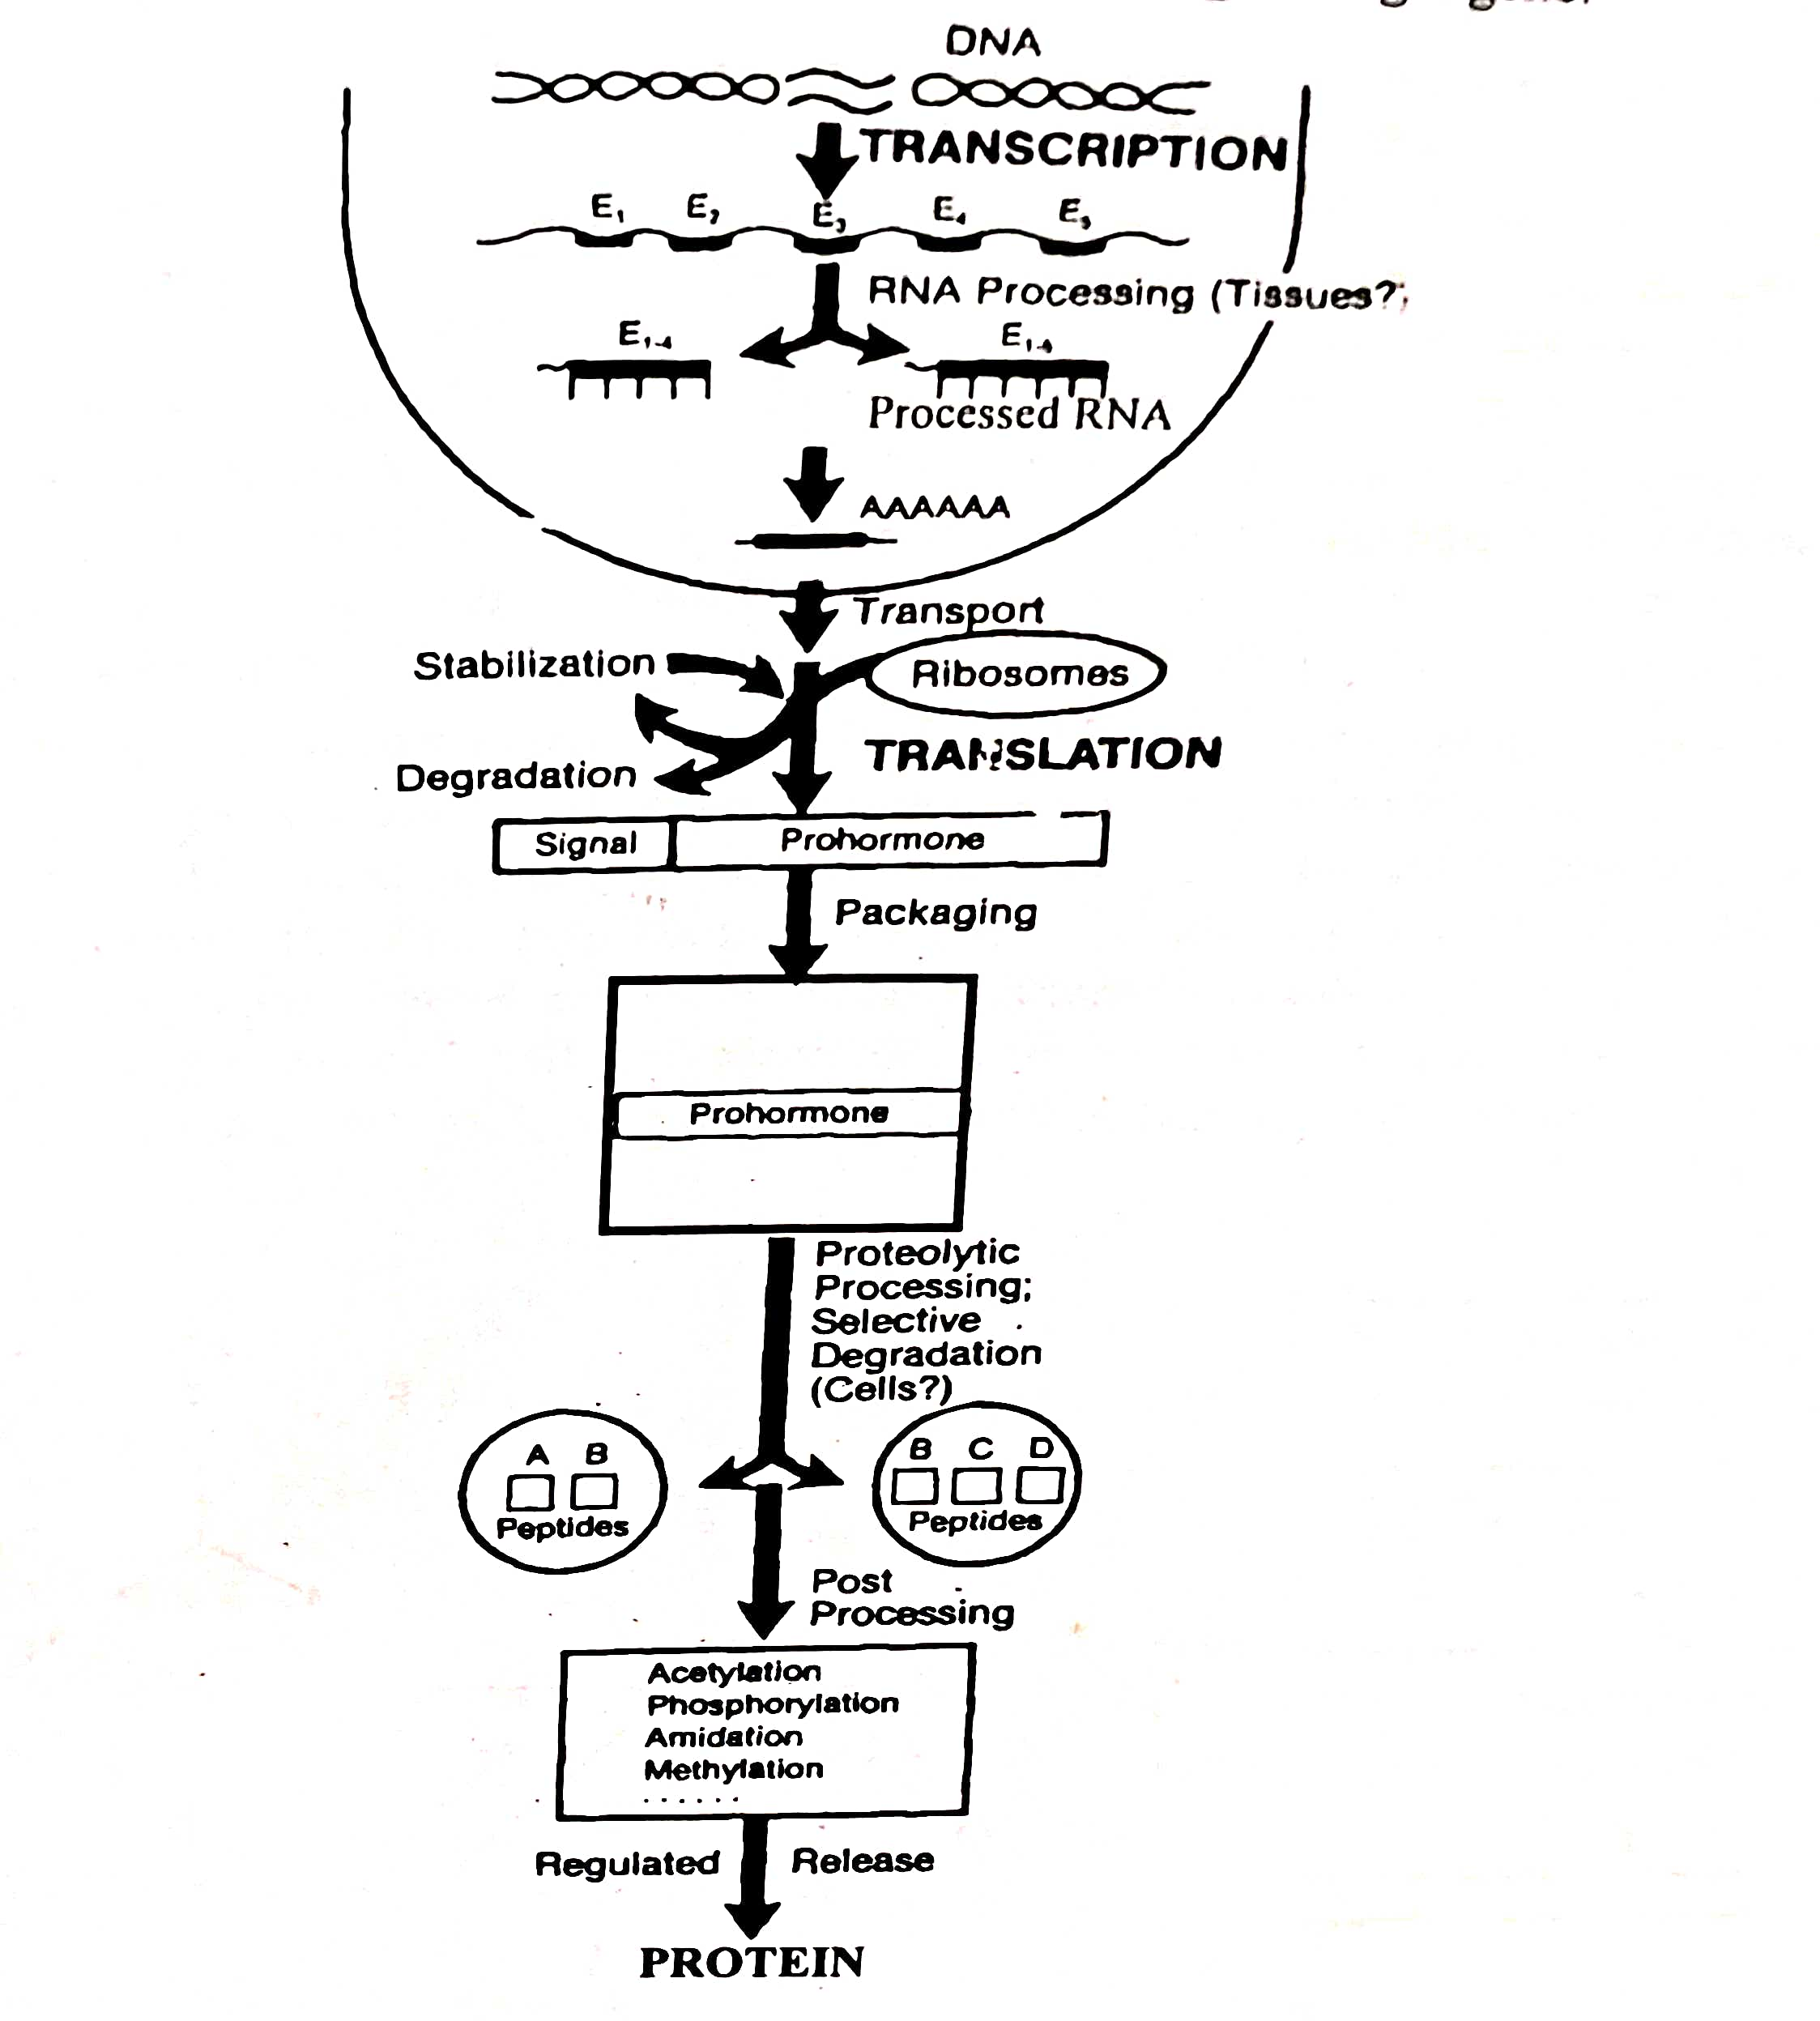 DNA
TRANSCRIPTION
E₁ E₂ E₃ E₄ E₅
RNA Processing (Tissues?;
E₁₋₄ E₁₋₄
Processed RNA
AAAAAA
Transport
Stabilization
Ribosomes
TRANSLATION
Degradation
Signal Prohormone
Packaging
Prohormone
Proteolytic
Processing;
Selective
Degradation
(Cells?)
A B
Peptides
B C D
Peptides
Post
Processing
Acetylation
Phosphorylation
Amidation
Methylation
......
Regulated Release
PROTEIN